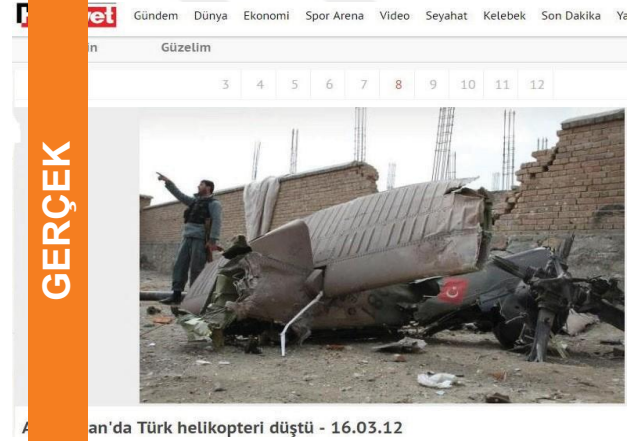 et Gündem Dünya Ekonomi Spor Arena Video Seyahat Kelebek Son Dakika
Güzelim
3 4 5 6 7 8 9 10 11 12
GERÇEK
an'da Türk helikopteri düştü - 16.03.12